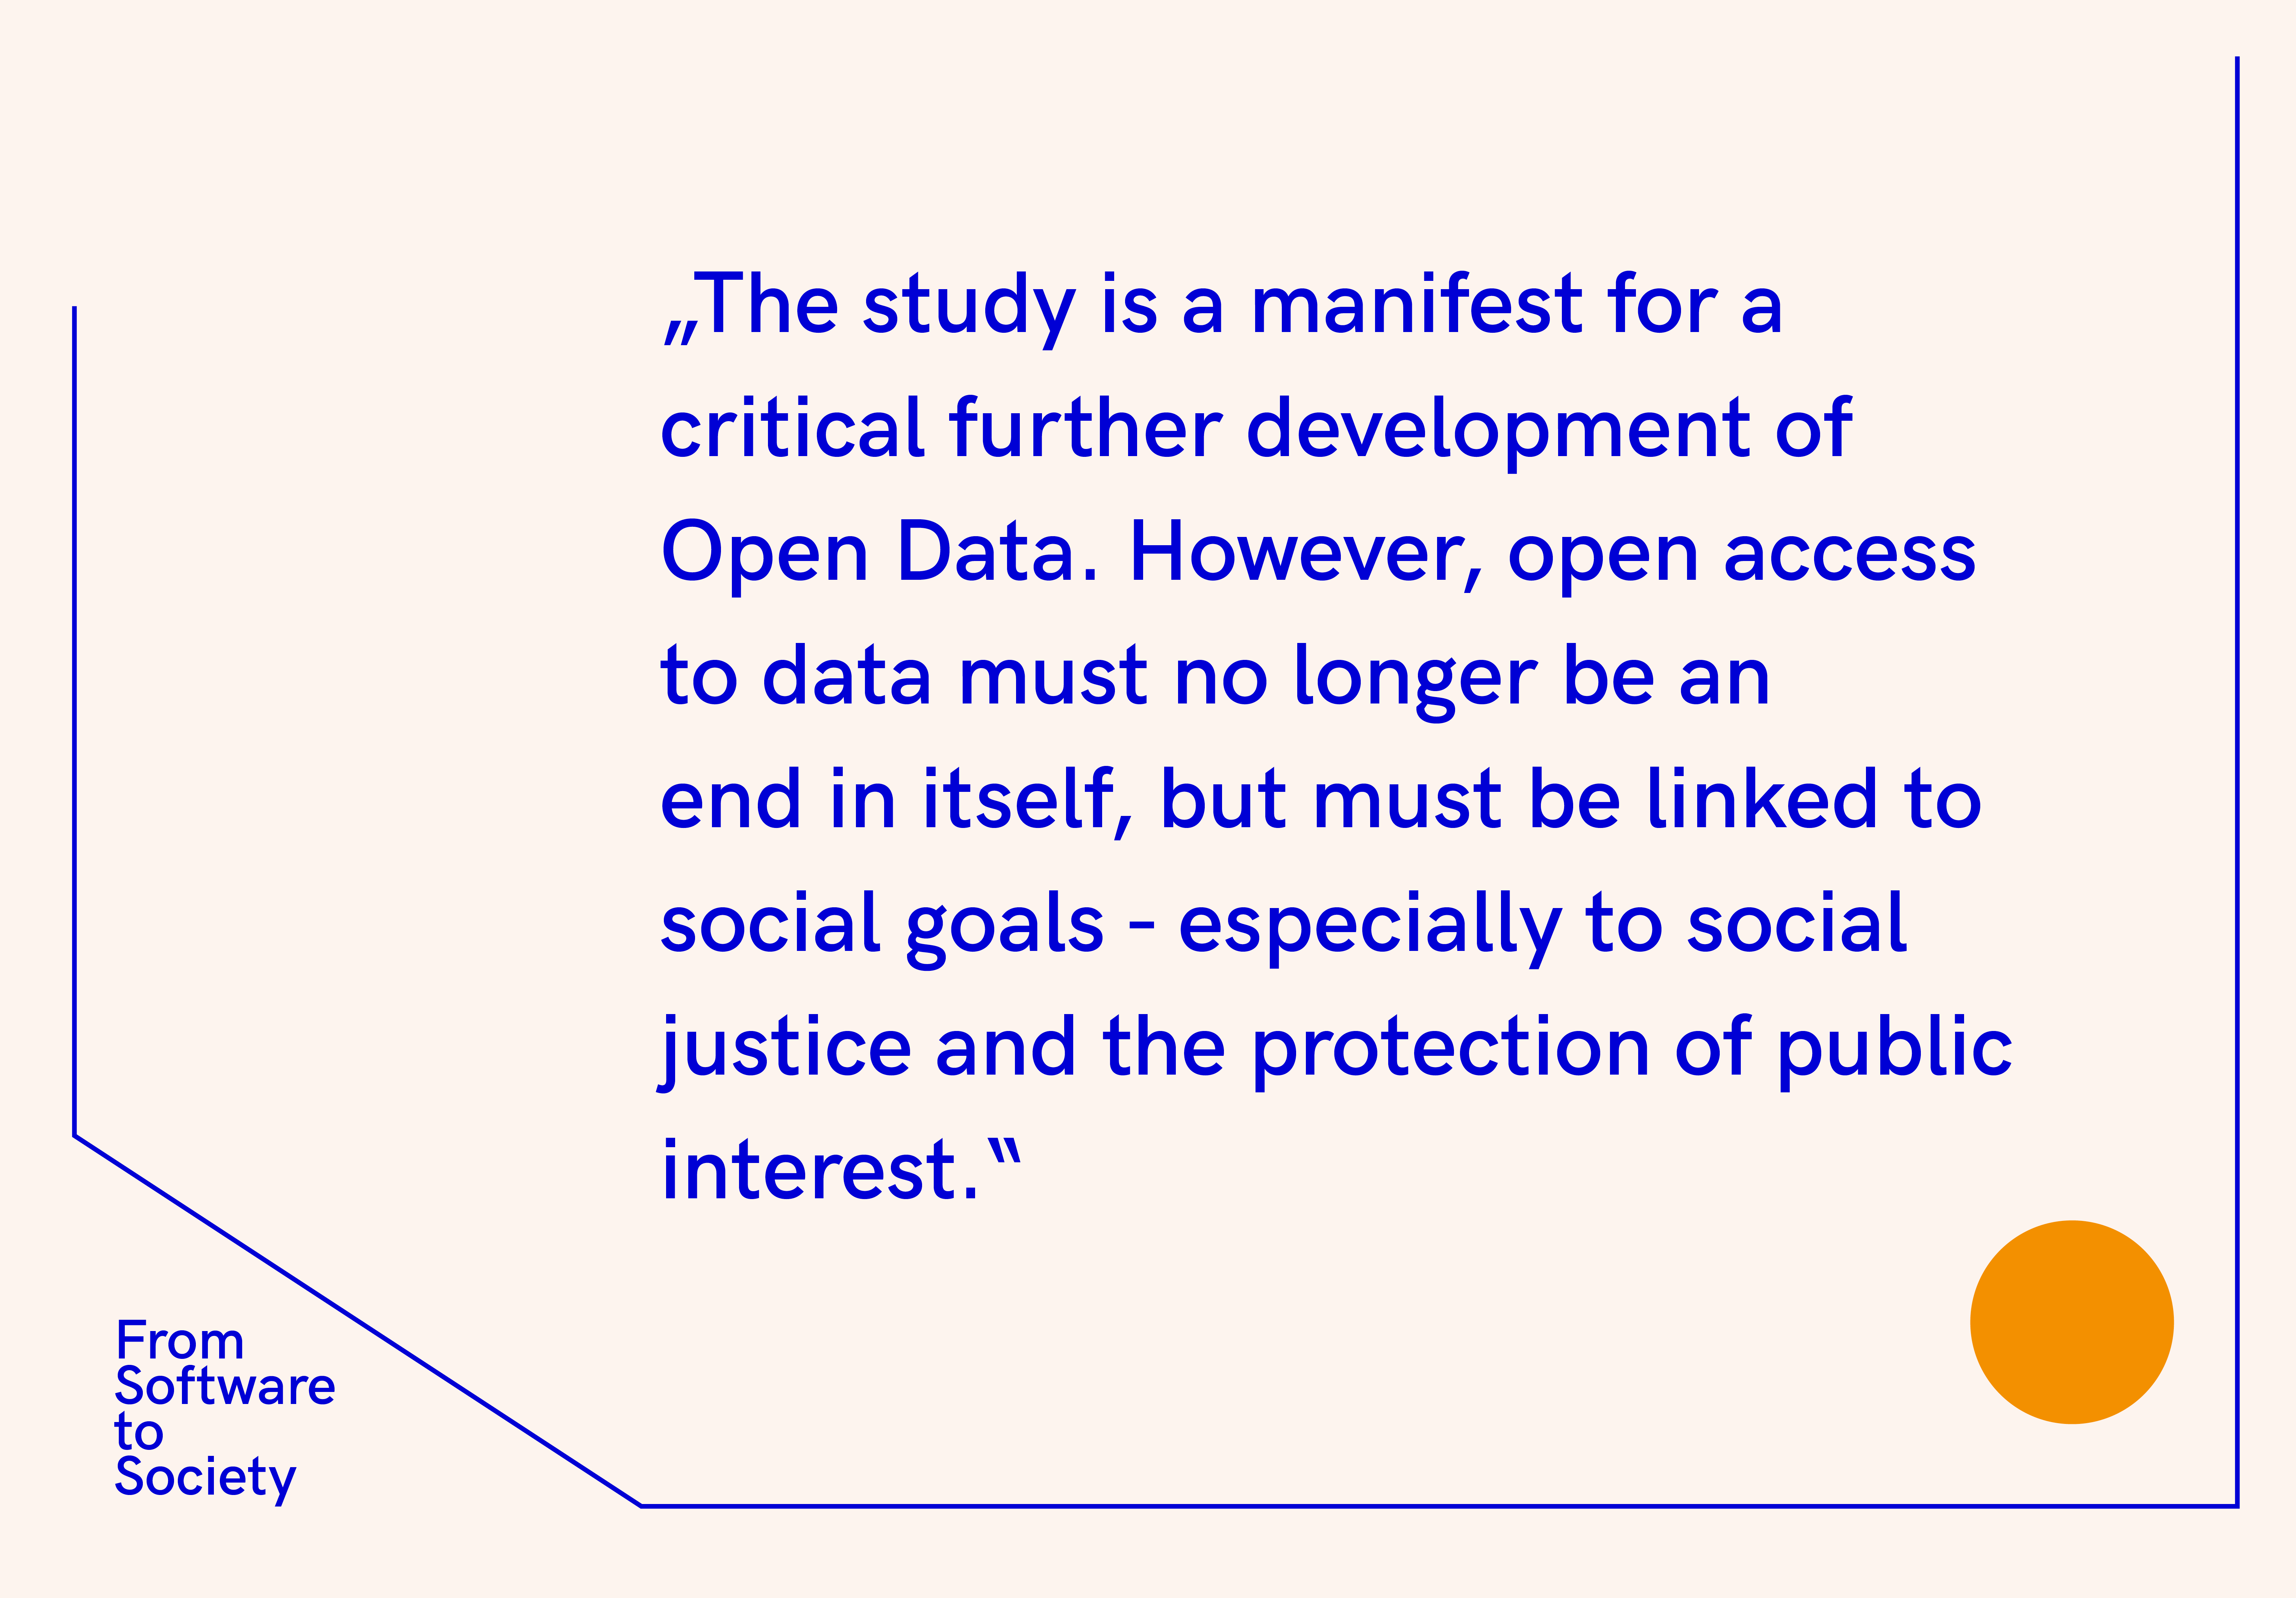 „The study is a manifest for a
critical further development of
Open Data. However, open access
to data must no longer be an
end in itself, but must be linked to
social goals – especially to social
justice and the protection of public
interest.“
From
Software
to
Society